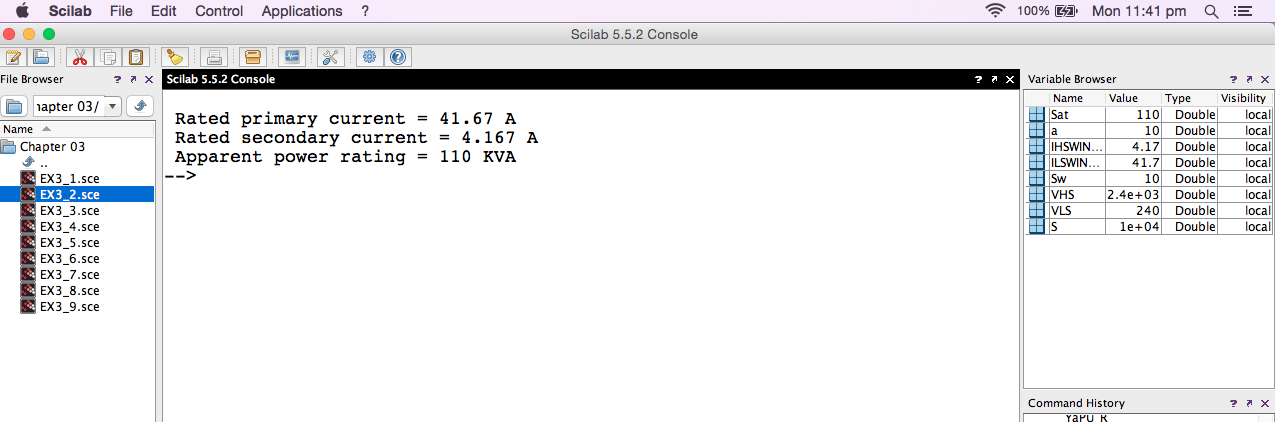 Scilab File Edit Control Applications ? 100% Mon 11:41 pm
Scilab 5.5.2 Console
File Browser ? Scilab 5.5.2 Console ? Variable Browser ?
hapter 03/
Name
Chapter 03
..
EX3_1.sce
EX3_2.sce
EX3_3.sce
EX3_4.sce
EX3_5.sce
EX3_6.sce
EX3_7.sce
EX3_8.sce
EX3_9.sce
Rated primary current = 41.67 A
Rated secondary current = 4.167 A
Apparent power rating = 110 KVA
-->
Name Value Type Visibility
Sat 110 Double local
a 10 Double local
IHSWIN... 4.17 Double local
ILSWIN... 41.7 Double local
Sw 10 Double local
VHS 2.4e+03 Double local
VLS 240 Double local
S 1e+04 Double local
Command History ?